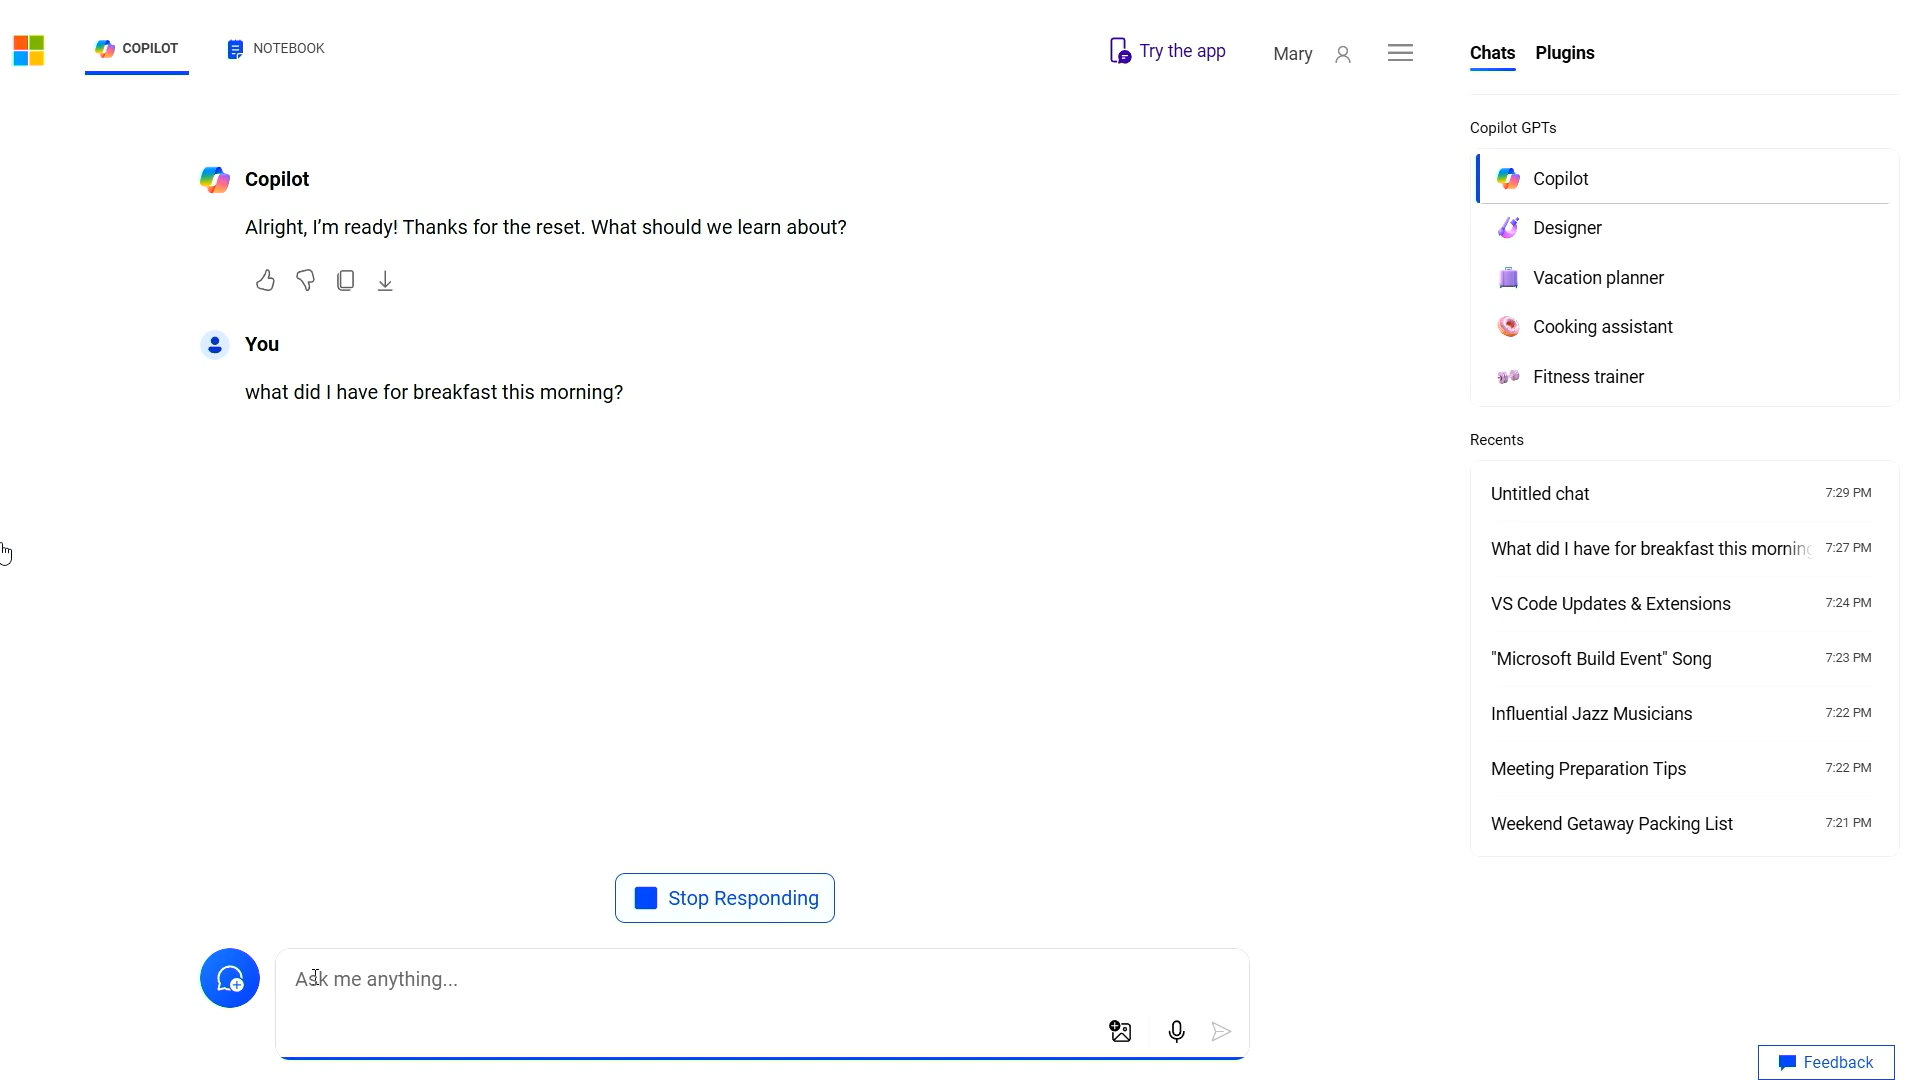 COPILOT
NOTEBOOK
Try the app
Mary
Chats
Plugins
Copilot
Alright, I’m ready! Thanks for the reset. What should we learn about?
You
what did I have for breakfast this morning?
Stop Responding
Ask me anything...
Copilot GPTs
Copilot
Designer
Vacation planner
Cooking assistant
Fitness trainer
Recents
Untitled chat 7:29 PM
What did I have for breakfast this morning 7:27 PM
VS Code Updates & Extensions 7:24 PM
"Microsoft Build Event" Song 7:23 PM
Influential Jazz Musicians 7:22 PM
Meeting Preparation Tips 7:22 PM
Weekend Getaway Packing List 7:21 PM
Feedback